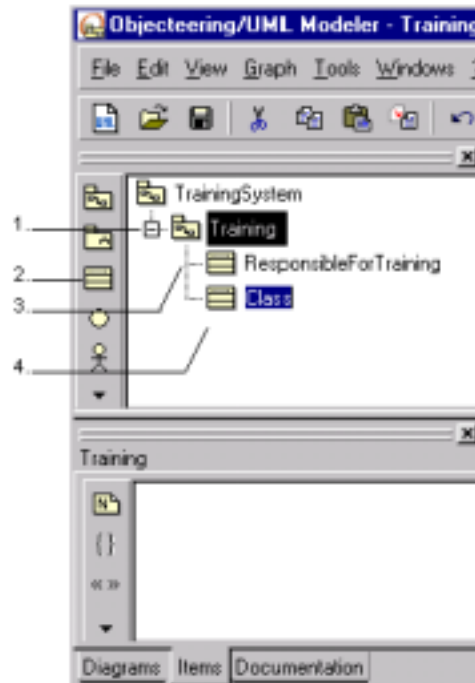 Objecteering/UML Modeler - Training
File Edit View Graph Tools Windows
TrainingSystem
1.
Training
ResponsibleForTraining
2.
3.
Class
4.
Training
N
{}
«»
Diagrams Items Documentation